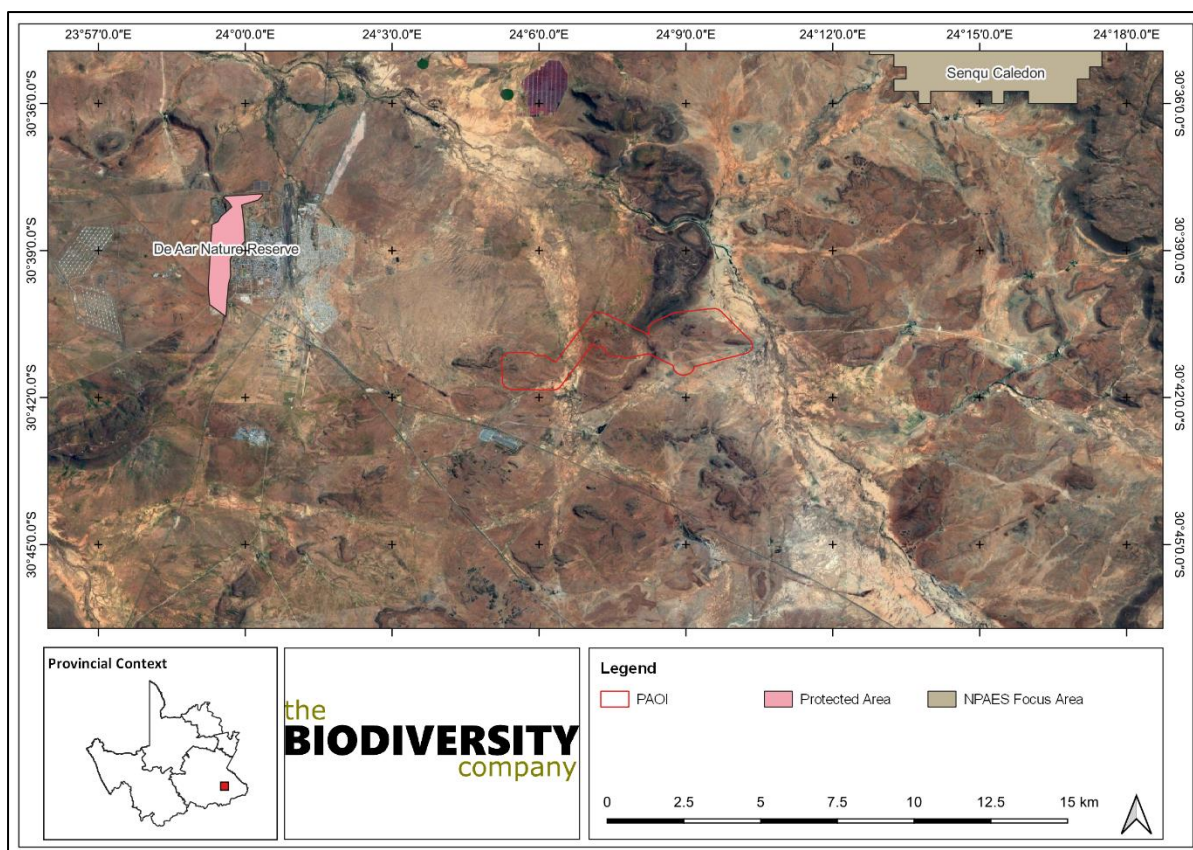 23°57'0.0"E 24°0'0.0"E 24°3'0.0"E 24°6'0.0"E 24°9'0.0"E 24°12'0.0"E 24°15'0.0"E 24°18'0.0"E
Senqu Caledon
30°36'0.0"S 30°36'0.0"S
De Aar Nature Reserve
30°39'0.0"S 30°39'0.0"S
30°42'0.0"S 30°42'0.0"S
30°45'0.0"S 30°45'0.0"S
Provincial Context
the
BIODIVERSITY
company
Legend
PAOI Protected Area NPAES Focus Area
0 2.5 5 7.5 10 12.5 15 km